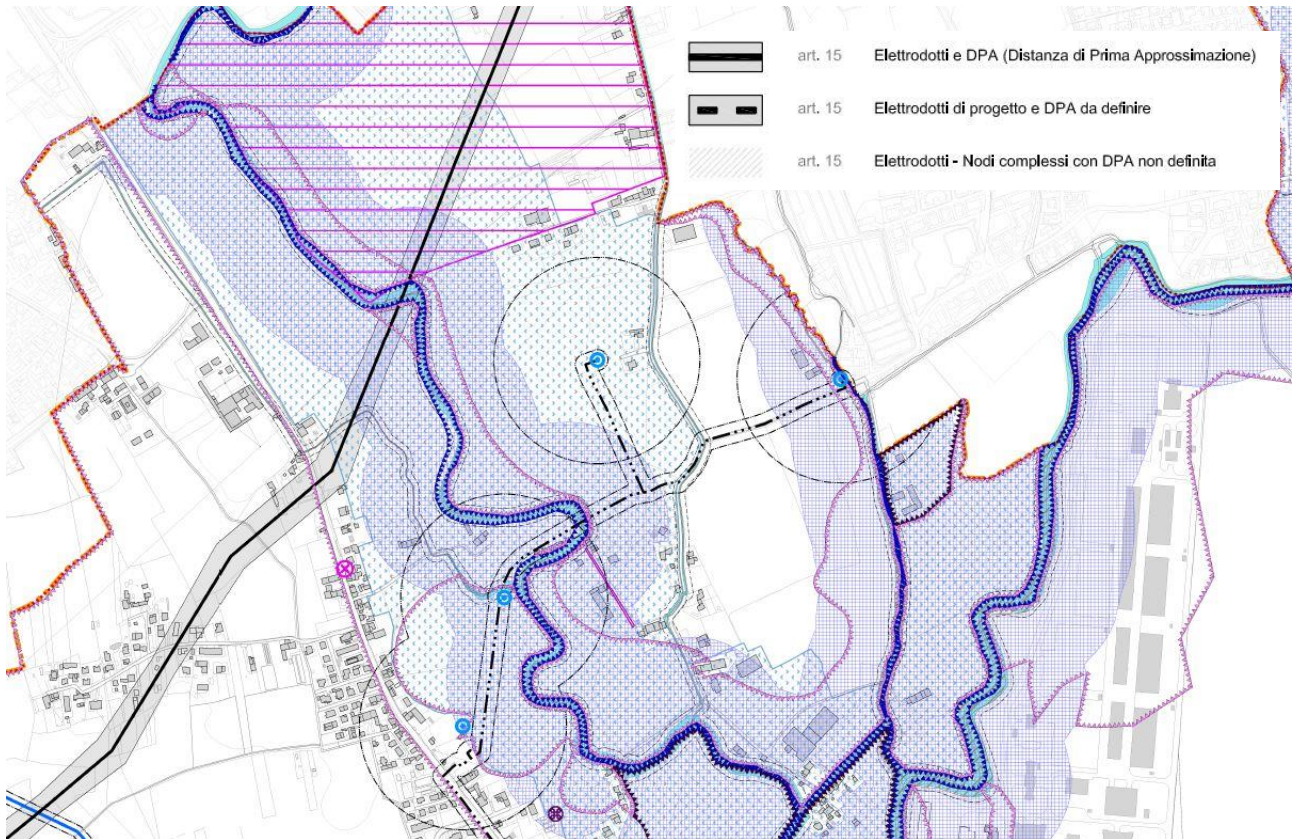 art. 15 Elettrodotti e DPA (Distanza di Prima Approssimazione)
art. 15 Elettrodotti di progetto e DPA da definire
art. 15 Elettrodotti - Nodi complessi con DPA non definita